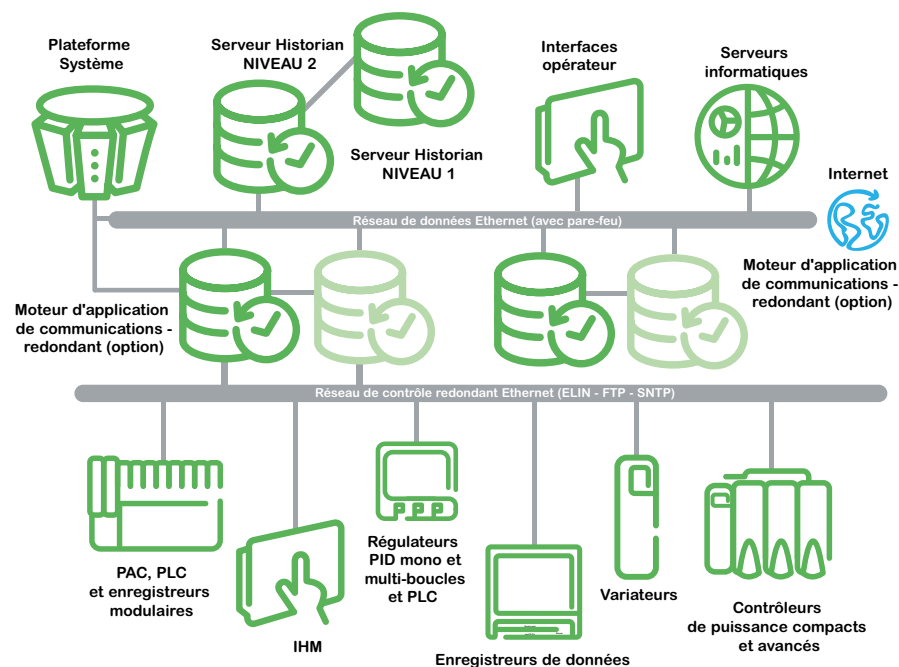 Plateforme
Système
Serveur Historian
NIVEAU 2
Serveur Historian
NIVEAU 1
Interfaces
opérateur
Serveurs
informatiques
Internet
Réseau de données Ethernet (avec pare-feu)
Moteur d'application
de communications -
redondant (option)
Moteur d'application
de communications -
redondant (option)
Réseau de contrôle redondant Ethernet (ELIN - FTP - SNTP)
PAC, PLC
et enregistreurs
modulaires
IHM
Régulateurs
PID mono et
multi-boucles
et PLC
Enregistreurs de données
Variateurs
Contrôleurs
de puissance compacts
et avancés